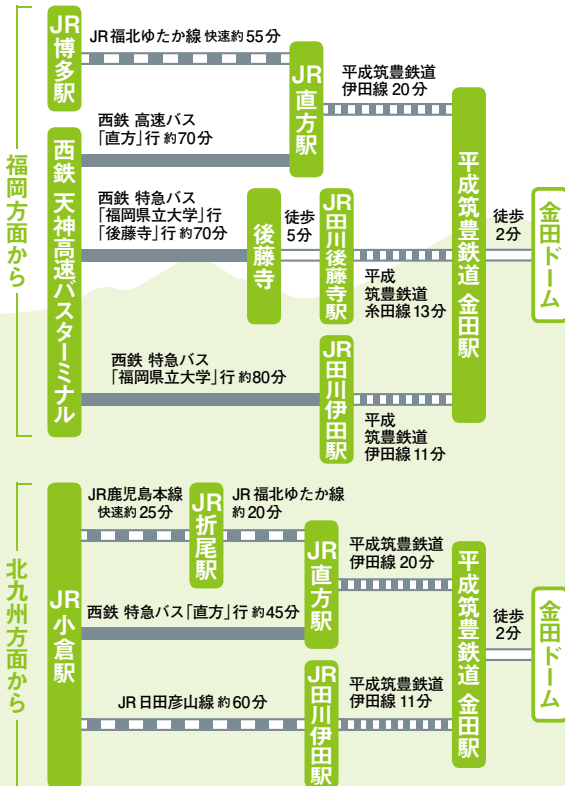 福岡方面から
JR博多駅
JR福北ゆたか線 快速約55分
JR直方駅
平成筑豊鉄道
伊田線 20分
西鉄 天神高速バスターミナル
西鉄 高速バス
「直方」行 約70分
西鉄 特急バス
「福岡県立大学」行
「後藤寺」行 約70分
後藤寺
徒歩
5分
JR田川後藤寺駅
平成
筑豊鉄道
糸田線13分
西鉄 特急バス
「福岡県立大学」行 約80分
JR田川伊田駅
平成
筑豊鉄道
伊田線11分
平成筑豊鉄道 金田駅
徒歩
2分
金田ドーム
北九州方面から
JR小倉駅
JR鹿児島本線
快速約25分
JR折尾駅
JR福北ゆたか線
約20分
JR直方駅
平成筑豊鉄道
伊田線 20分
西鉄 特急バス「直方」行 約45分
JR日田彦山線 約60分
JR田川伊田駅
平成筑豊鉄道
伊田線 11分
平成筑豊鉄道 金田駅
徒歩
2分
金田ドーム